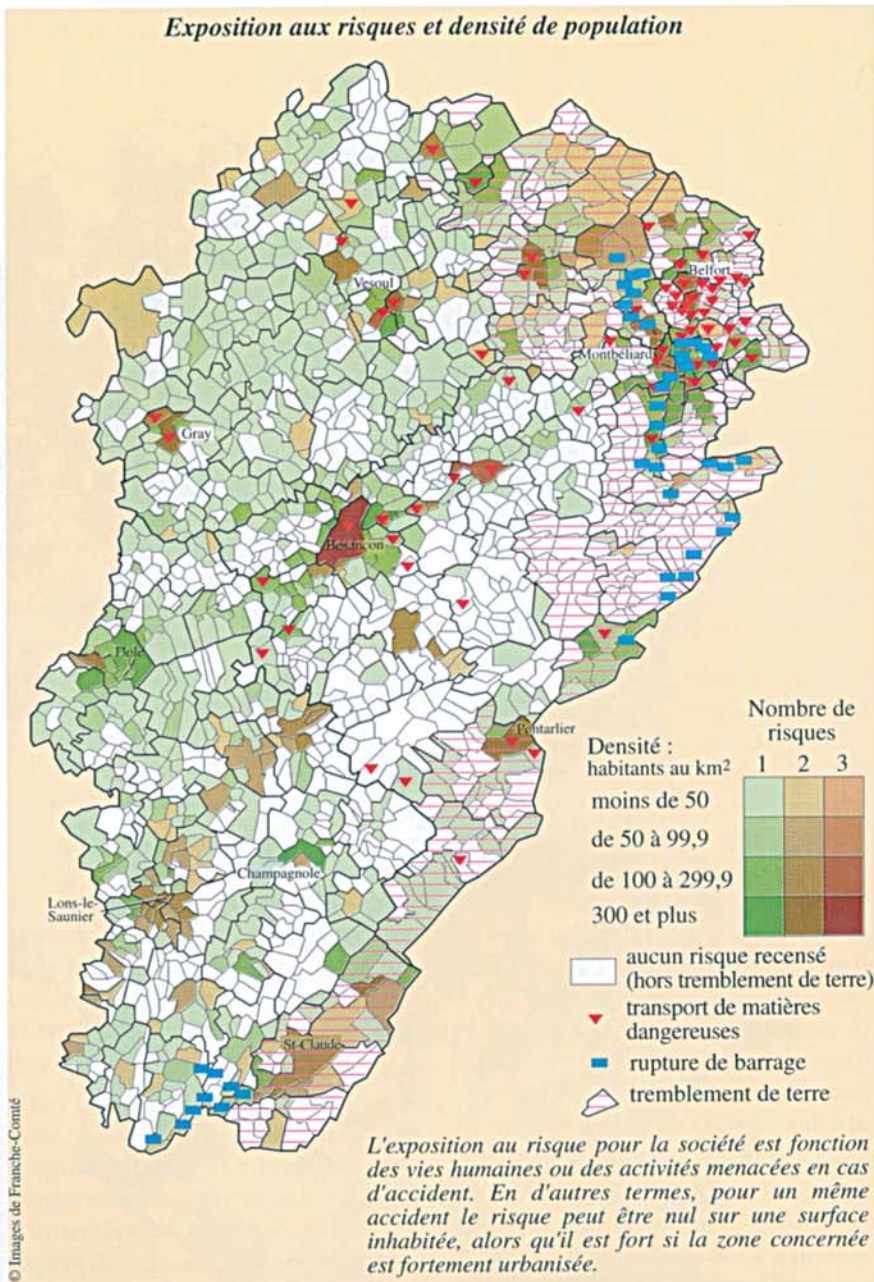 Exposition aux risques et densité de population
Vesoul
Belfort
Montbéliard
Gray
Besançon
Dole
Pontarlier
Champagnole
Lons-le-
Saunier
St-Claude
Nombre de
risques
Densité :
habitants au km²
1 2 3
moins de 50
de 50 à 99,9
de 100 à 299,9
300 et plus
aucun risque recensé
(hors tremblement de terre)
transport de matières
dangereuses
rupture de barrage
tremblement de terre
L'exposition au risque pour la société est fonction
des vies humaines ou des activités menacées en cas
d'accident. En d'autres termes, pour un même
accident le risque peut être nul sur une surface
inhabitée, alors qu'il est fort si la zone concernée
est fortement urbanisée.
© Images de Franche-Comté